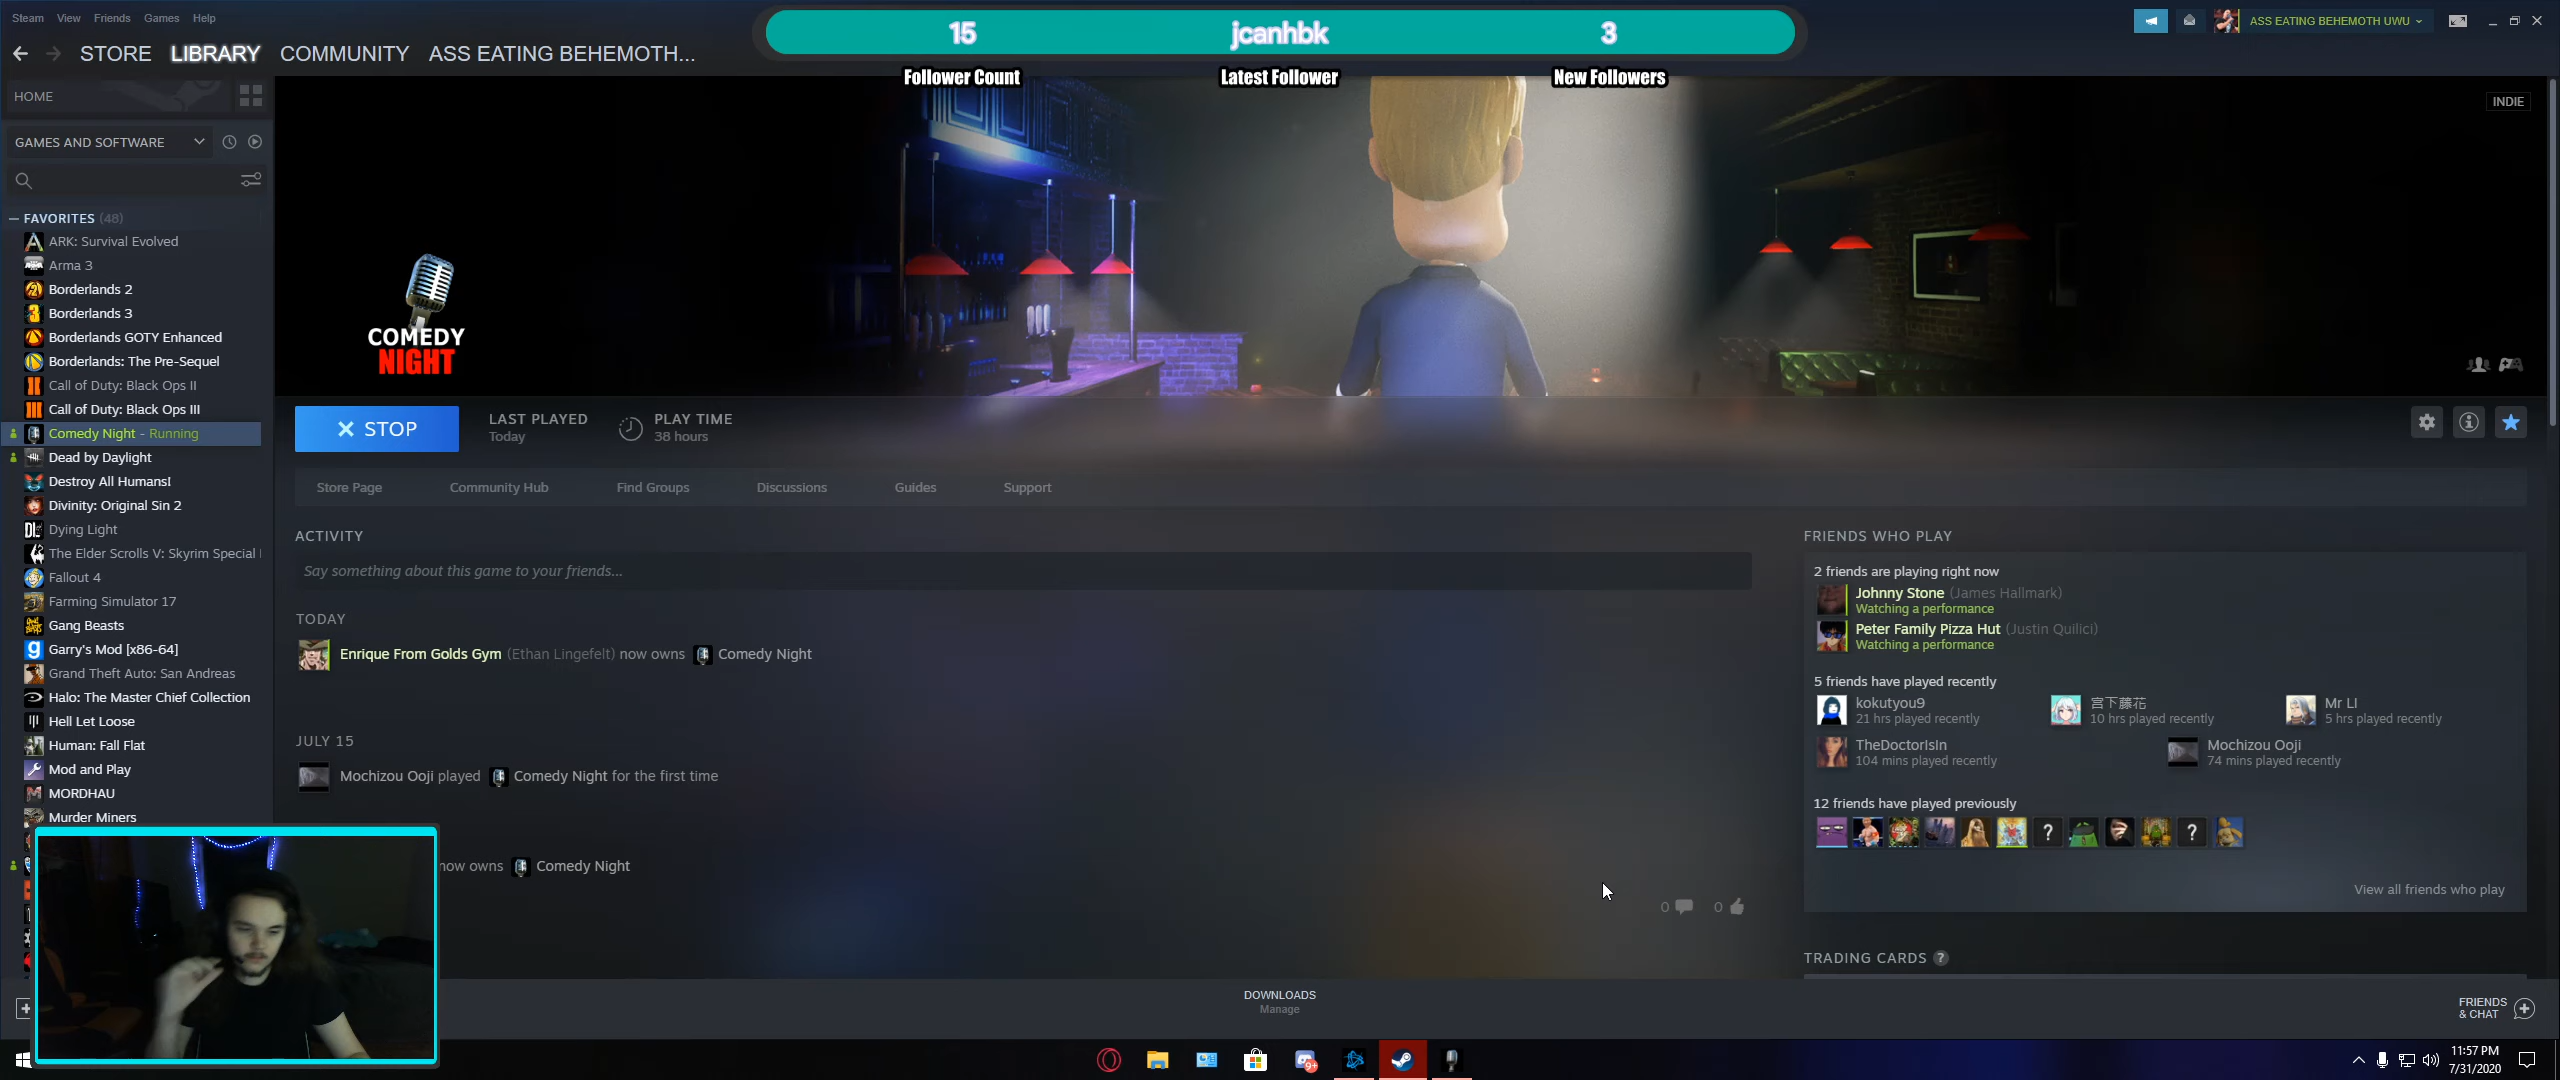 Steam View Friends Games Help
STORE LIBRARY COMMUNITY ASS EATING BEHEMOTH...
15 jcanhbk 3
Follower Count Latest Follower New Followers
ASS EATING BEHEMOTH UWU
HOME
INDIE
GAMES AND SOFTWARE
FAVORITES (48)
ARK: Survival Evolved
Arma 3
Borderlands 2
Borderlands 3
Borderlands GOTY Enhanced
Borderlands: The Pre-Sequel
Call of Duty: Black Ops II
Call of Duty: Black Ops III
Comedy Night - Running
Dead by Daylight
Destroy All Humans!
Divinity: Original Sin 2
Dying Light
The Elder Scrolls V: Skyrim Special
Fallout 4
Farming Simulator 17
Gang Beasts
Garry's Mod [x86-64]
Grand Theft Auto: San Andreas
Halo: The Master Chief Collection
Hell Let Loose
Human: Fall Flat
Mod and Play
MORDHAU
Murder Miners
COMEDY
NIGHT
STOP
LAST PLAYED
Today
PLAY TIME
38 hours
Store Page Community Hub Find Groups Discussions Guides Support
ACTIVITY
Say something about this game to your friends...
TODAY
Enrique From Golds Gym (Ethan Lingefelt) now owns Comedy Night
JULY 15
Mochizou Ooji played Comedy Night for the first time
now owns Comedy Night
0 0
FRIENDS WHO PLAY
2 friends are playing right now
Johnny Stone (James Hallmark)
Watching a performance
Peter Family Pizza Hut (Justin Quilici)
Watching a performance
5 friends have played recently
kokutyou9
21 hrs played recently
宮下藤花
10 hrs played recently
Mr LI
5 hrs played recently
TheDoctorIsIn
104 mins played recently
Mochizou Ooji
74 mins played recently
12 friends have played previously
? ?
View all friends who play
TRADING CARDS ?
DOWNLOADS
Manage
FRIENDS
& CHAT
9+
11:57 PM
7/31/2020